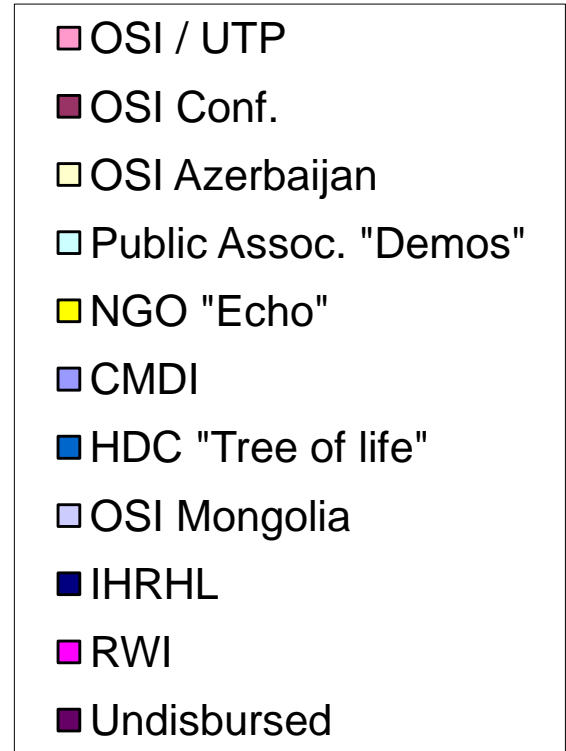 OSI / UTP
OSI Conf.
OSI Azerbaijan
Public Assoc. "Demos"
NGO "Echo"
CMDI
HDC "Tree of life"
OSI Mongolia
IHRHL
RWI
Undisbursed